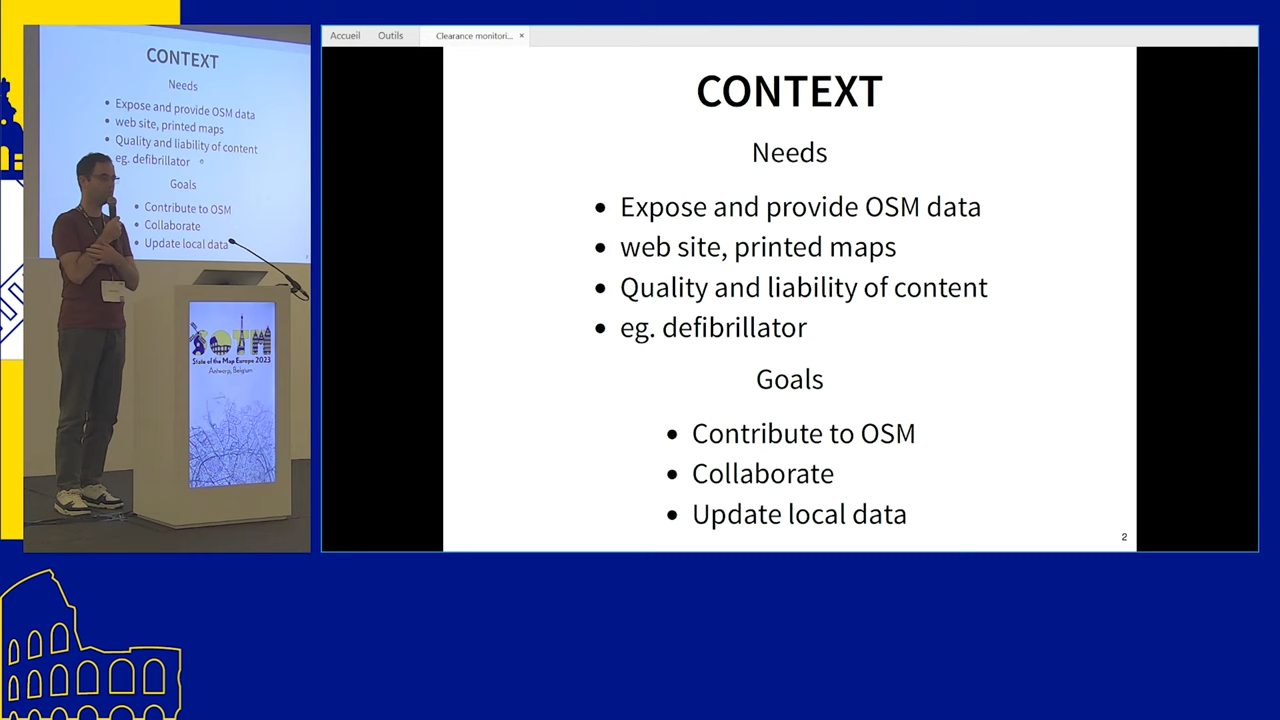 CONTEXT
Needs
• Expose and provide OSM data
• web site, printed maps
• Quality and liability of content
• eg. defibrillator
Goals
• Contribute to OSM
• Collaborate
• Update local data
SOTM
State of the Map Europe 2023
Antwerp, Belgium
Accueil
Outils
Clearance monitori...
×
CONTEXT
Needs
• Expose and provide OSM data
• web site, printed maps
• Quality and liability of content
• eg. defibrillator
Goals
• Contribute to OSM
• Collaborate
• Update local data
2